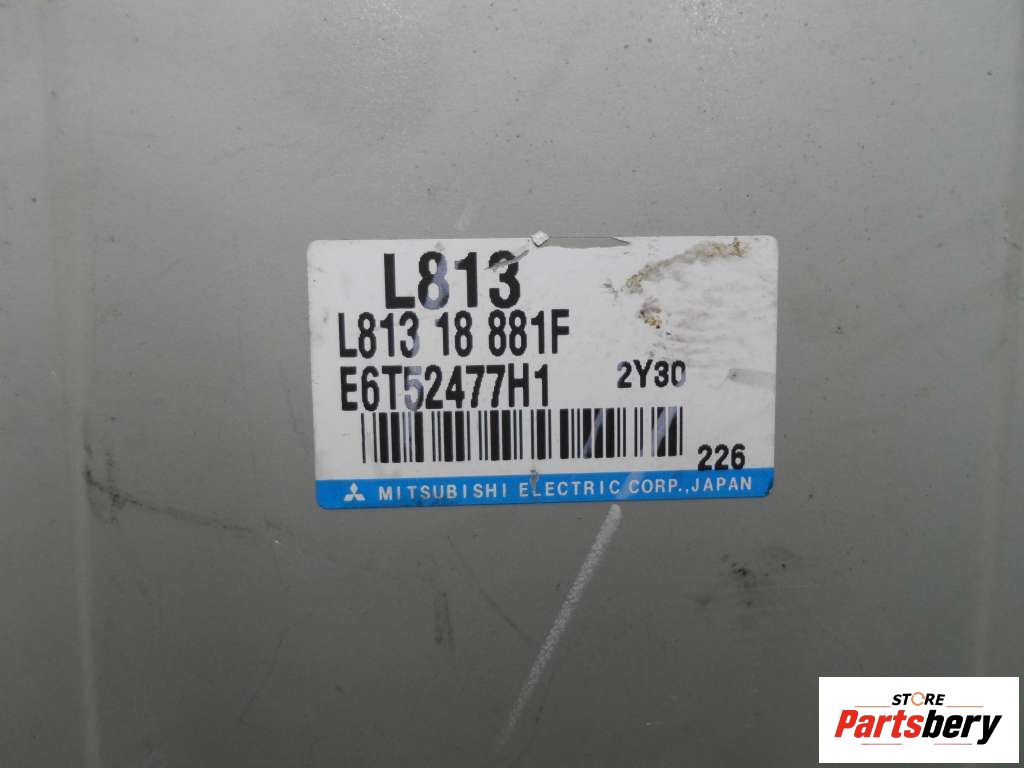 L813
L813 18 881F
E6T52477H1 2Y30
226
MITSUBISHI ELECTRIC CORP.,JAPAN
STORE
Partsbery